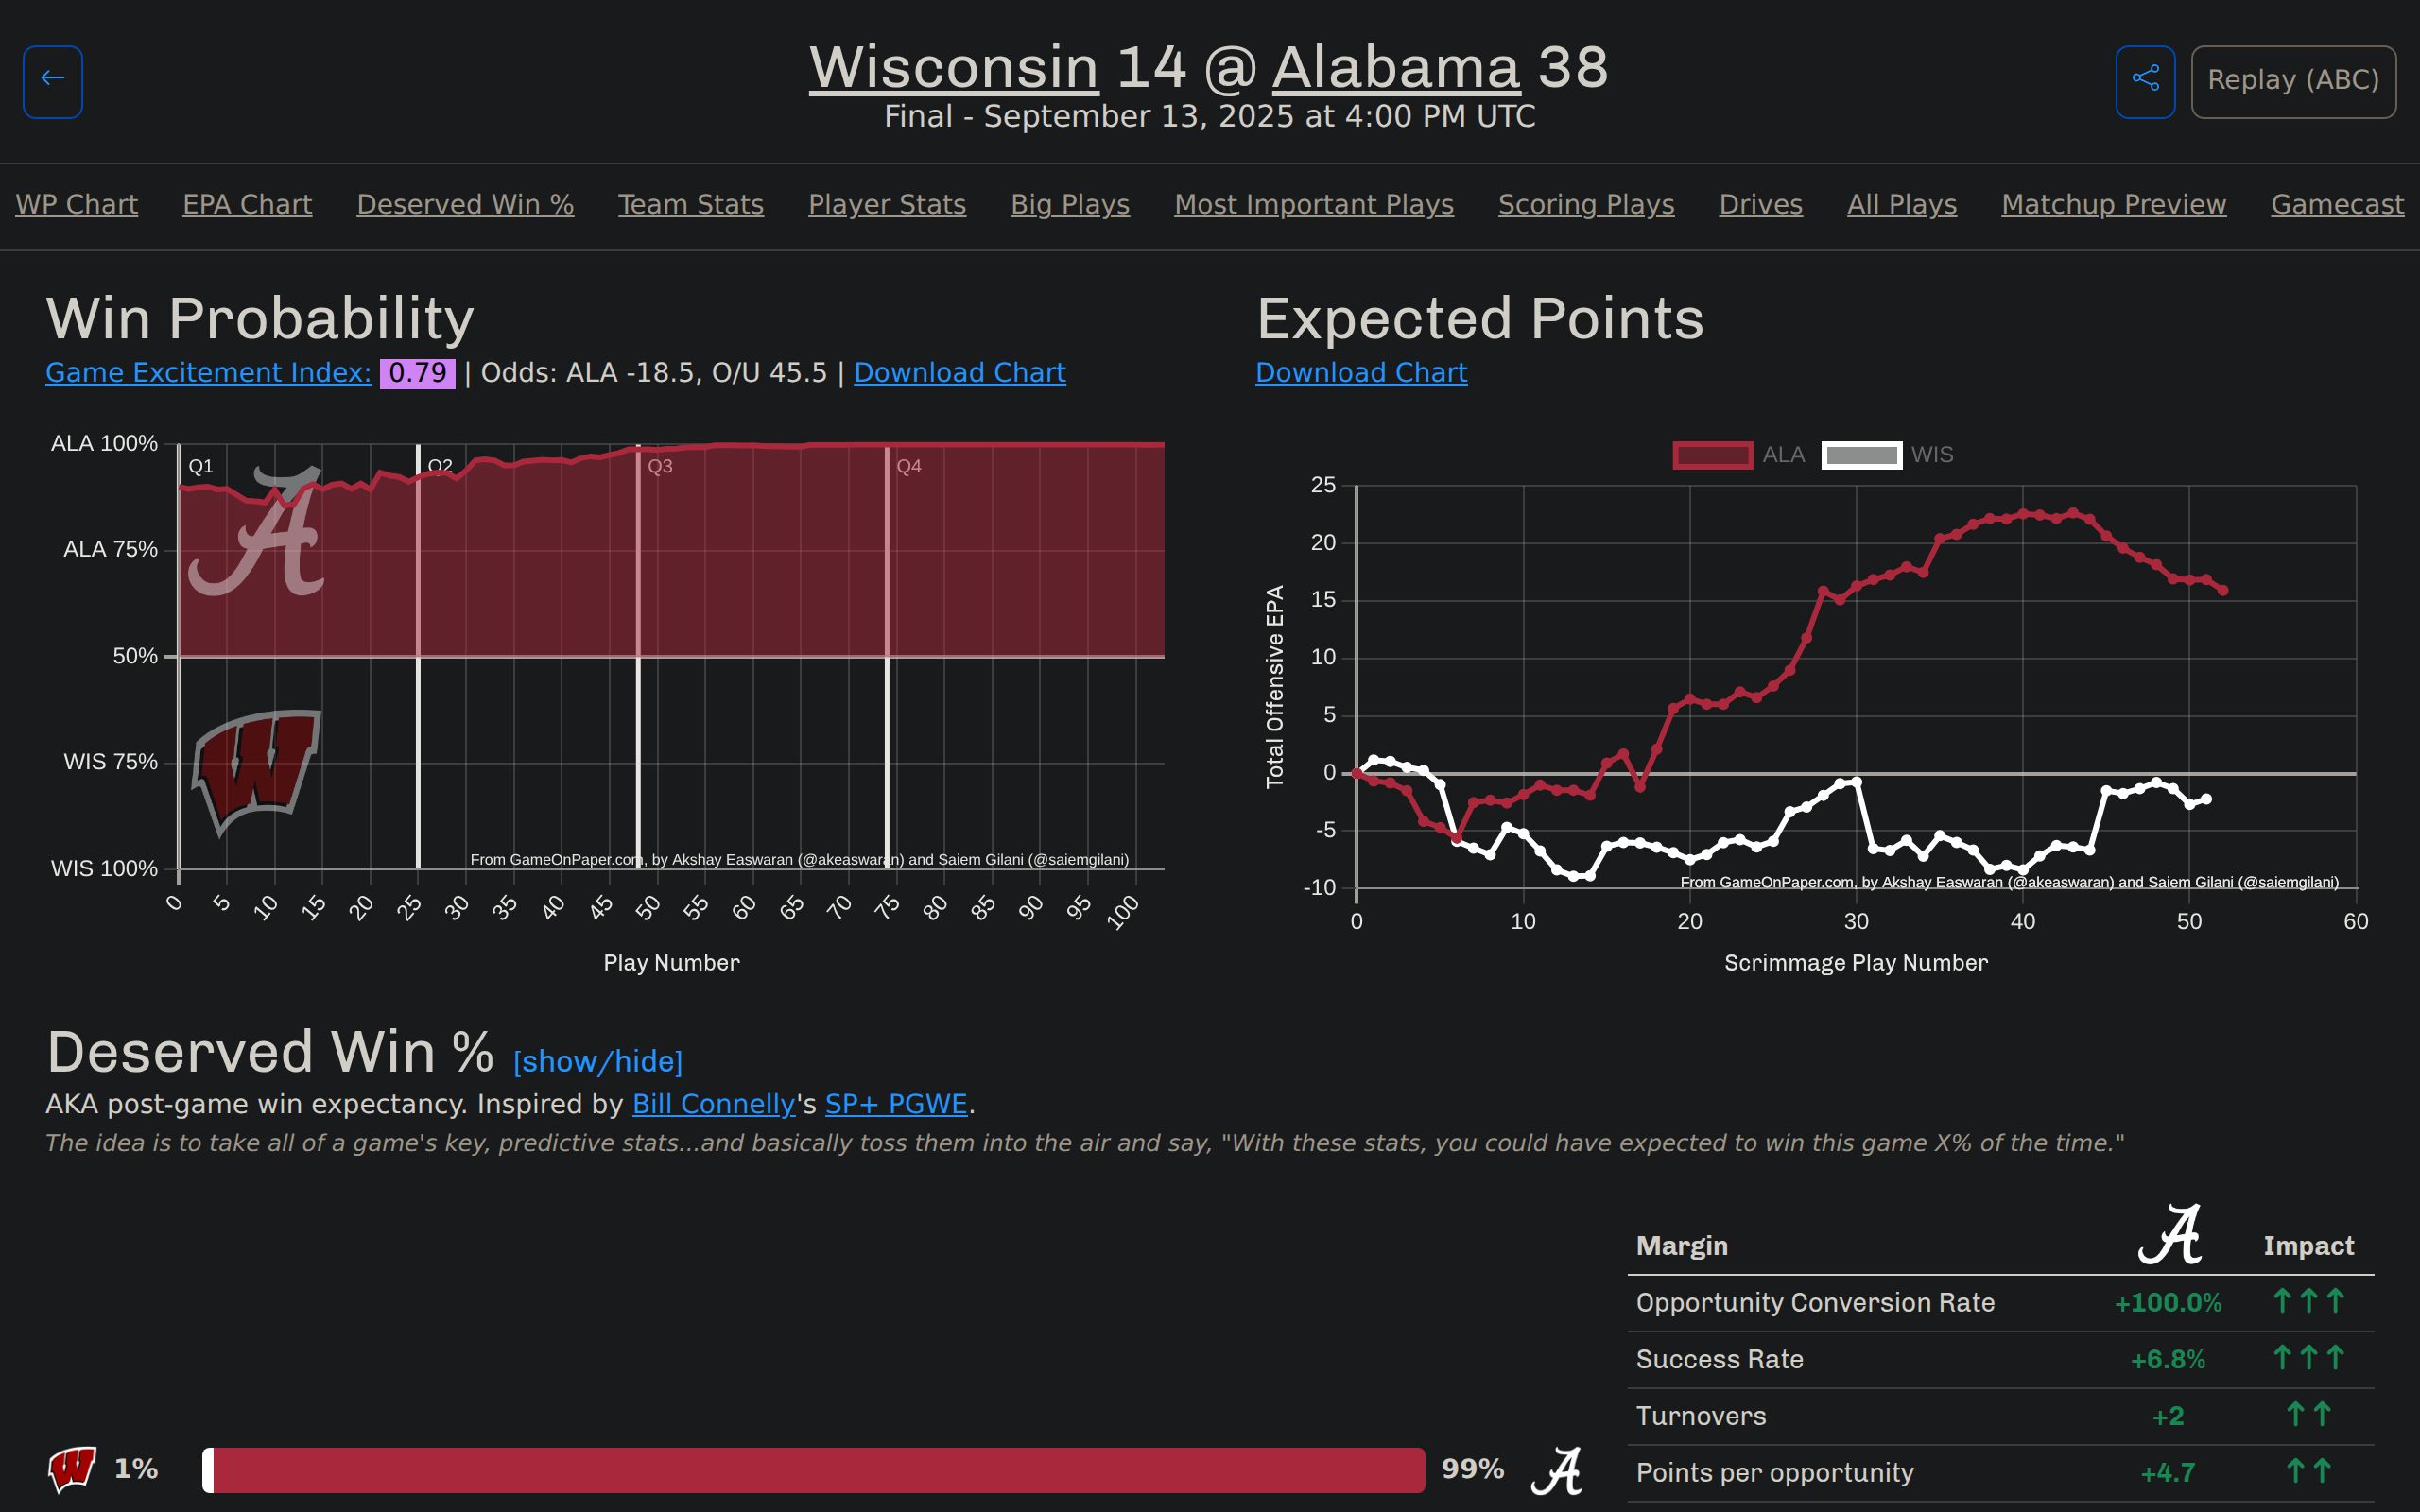 ←
Wisconsin 14 @ Alabama 38
Final - September 13, 2025 at 4:00 PM UTC
Replay (ABC)
WP Chart EPA Chart Deserved Win % Team Stats Player Stats Big Plays Most Important Plays Scoring Plays Drives All Plays Matchup Preview Gamecast
Win Probability
Game Excitement Index: 0.79 | Odds: ALA -18.5, O/U 45.5 | Download Chart
ALA 100%
ALA 75%
50%
WIS 75%
WIS 100%
Q1 Q2 Q3 Q4
From GameOnPaper.com, by Akshay Easwaran (@akeaswaran) and Saiem Gilani (@saiemgilani)
0 5 10 15 20 25 30 35 40 45 50 55 60 65 70 75 80 85 90 95 100
Play Number
Expected Points
Download Chart
ALA WIS
Total Offensive EPA
25
20
15
10
5
0
-5
-10
From GameOnPaper.com, by Akshay Easwaran (@akeaswaran) and Saiem Gilani (@saiemgilani)
0 10 20 30 40 50 60
Scrimmage Play Number
Deserved Win % [show/hide]
AKA post-game win expectancy. Inspired by Bill Connelly's SP+ PGWE.
The idea is to take all of a game's key, predictive stats...and basically toss them into the air and say, "With these stats, you could have expected to win this game X% of the time."
W 1% 99% A
Margin A Impact
Opportunity Conversion Rate +100.0% ↑↑↑
Success Rate +6.8% ↑↑↑
Turnovers +2 ↑↑
Points per opportunity +4.7 ↑↑